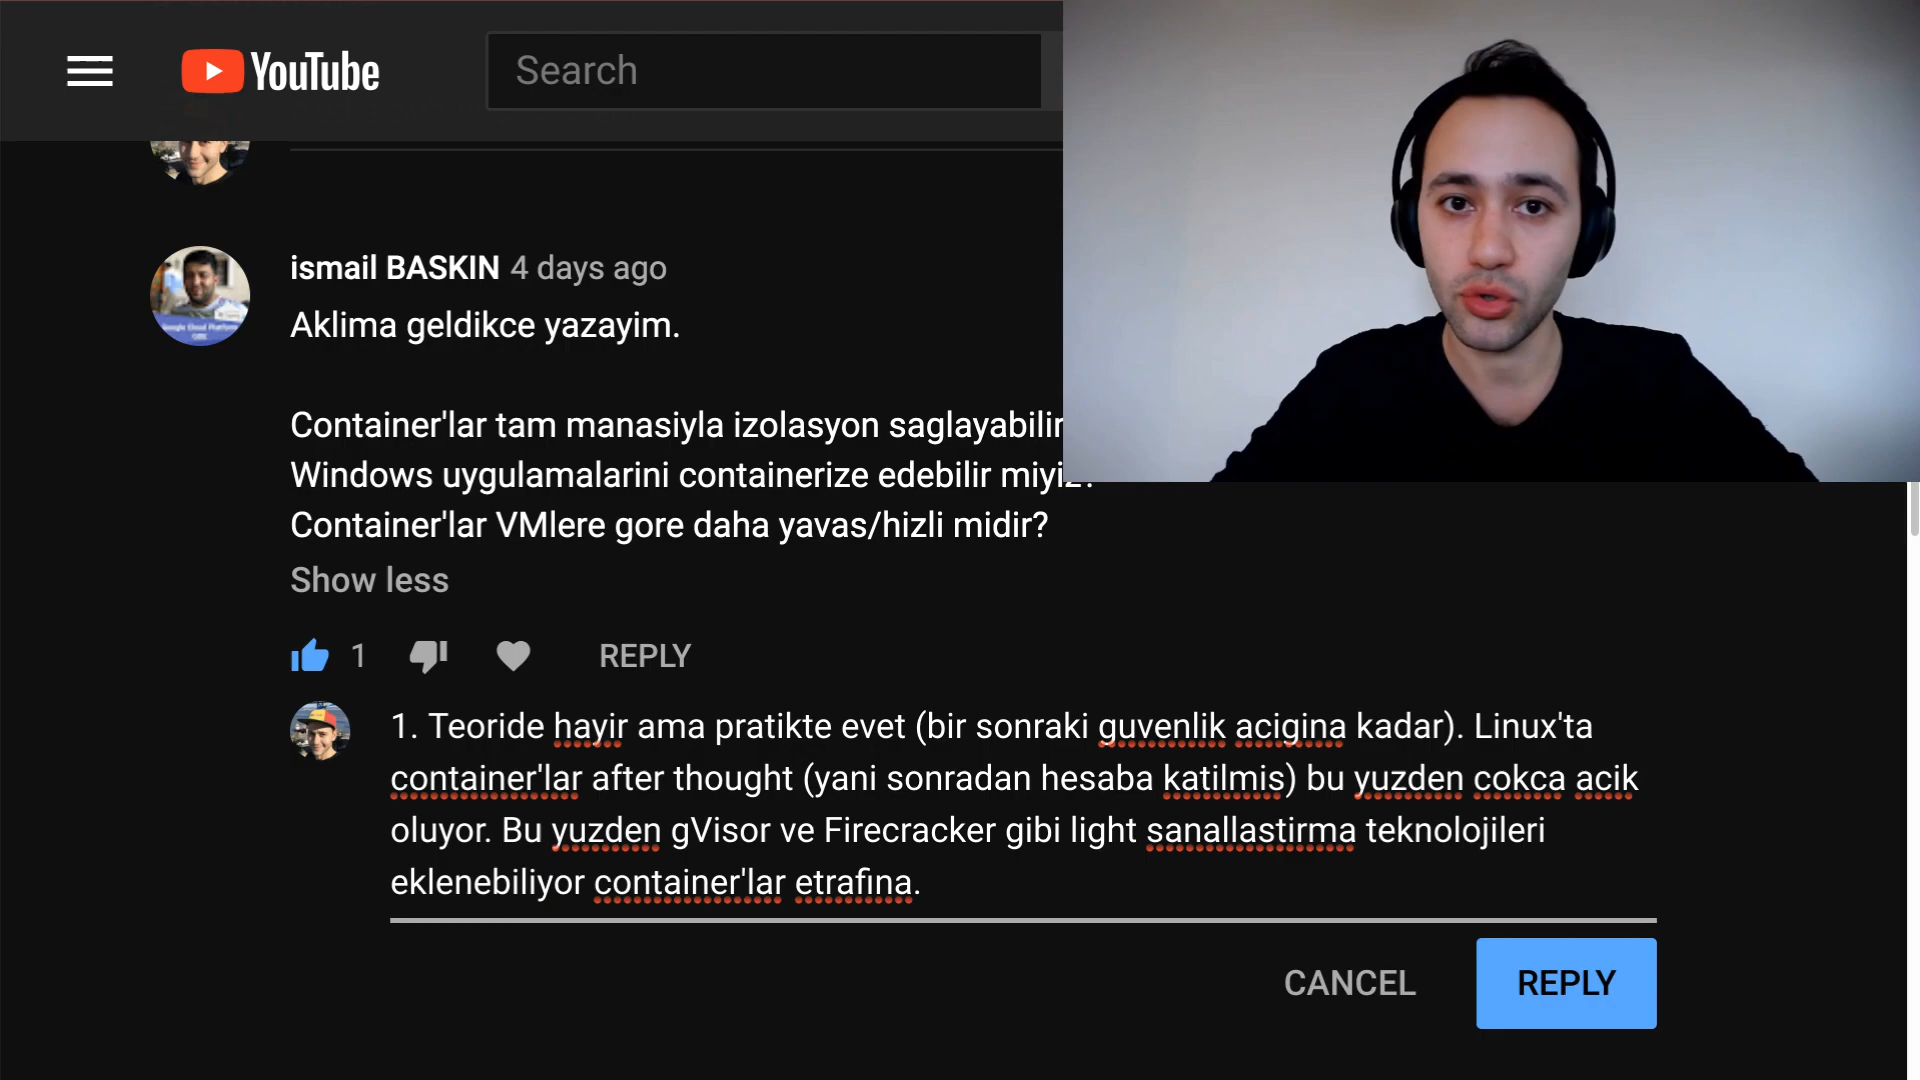 YouTube
Search
ismail BASKIN 4 days ago
Aklima geldikce yazayim.
Container'lar tam manasiyla izolasyon saglayabilir
Windows uygulamalarini containerize edebilir miyiz?
Container'lar VMlere gore daha yavas/hizli midir?
Show less
1
REPLY
1. Teoride hayir ama pratikte evet (bir sonraki guvenlik acigina kadar). Linux'ta
container'lar after thought (yani sonradan hesaba katilmis) bu yuzden cokca acik
oluyor. Bu yuzden gVisor ve Firecracker gibi light sanallastirma teknolojileri
eklenebiliyor container'lar etrafina.
CANCEL
REPLY